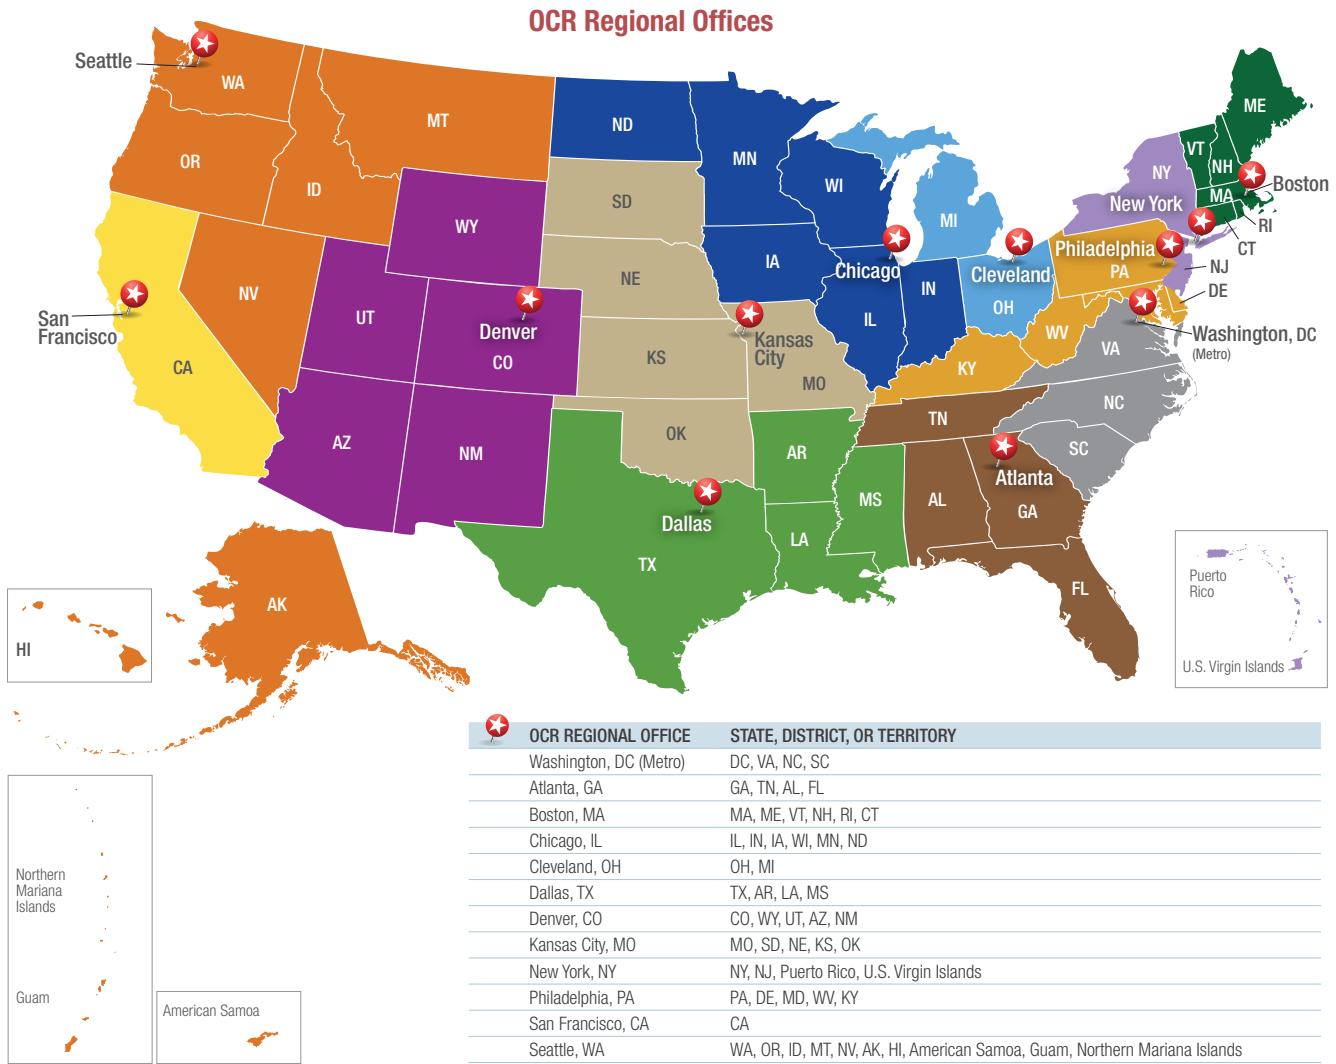 OCR Regional Offices
Seattle
WA
MT
ND
MN
ME
VT
NH
NY
OR
ID
SD
WI
MI
MA
Boston
New York
RI
CT
WY
NV
UT
NE
IA
Chicago
IN
IL
Cleveland
OH
Philadelphia
PA
NJ
DE
San
Francisco
Denver
CO
KS
Kansas
City
MO
WV
VA
Washington, DC
(Metro)
CA
KY
AZ
NM
OK
AR
TN
NC
SC
Atlanta
Dallas
TX
LA
MS
AL
GA
FL
AK
HI
Puerto
Rico
U.S. Virgin Islands
Northern
Mariana
Islands
Guam
American Samoa
OCR REGIONAL OFFICE STATE, DISTRICT, OR TERRITORY
Washington, DC (Metro) DC, VA, NC, SC
Atlanta, GA GA, TN, AL, FL
Boston, MA MA, ME, VT, NH, RI, CT
Chicago, IL IL, IN, IA, WI, MN, ND
Cleveland, OH OH, MI
Dallas, TX TX, AR, LA, MS
Denver, CO CO, WY, UT, AZ, NM
Kansas City, MO MO, SD, NE, KS, OK
New York, NY NY, NJ, Puerto Rico, U.S. Virgin Islands
Philadelphia, PA PA, DE, MD, WV, KY
San Francisco, CA CA
Seattle, WA WA, OR, ID, MT, NV, AK, HI, American Samoa, Guam, Northern Mariana Islands